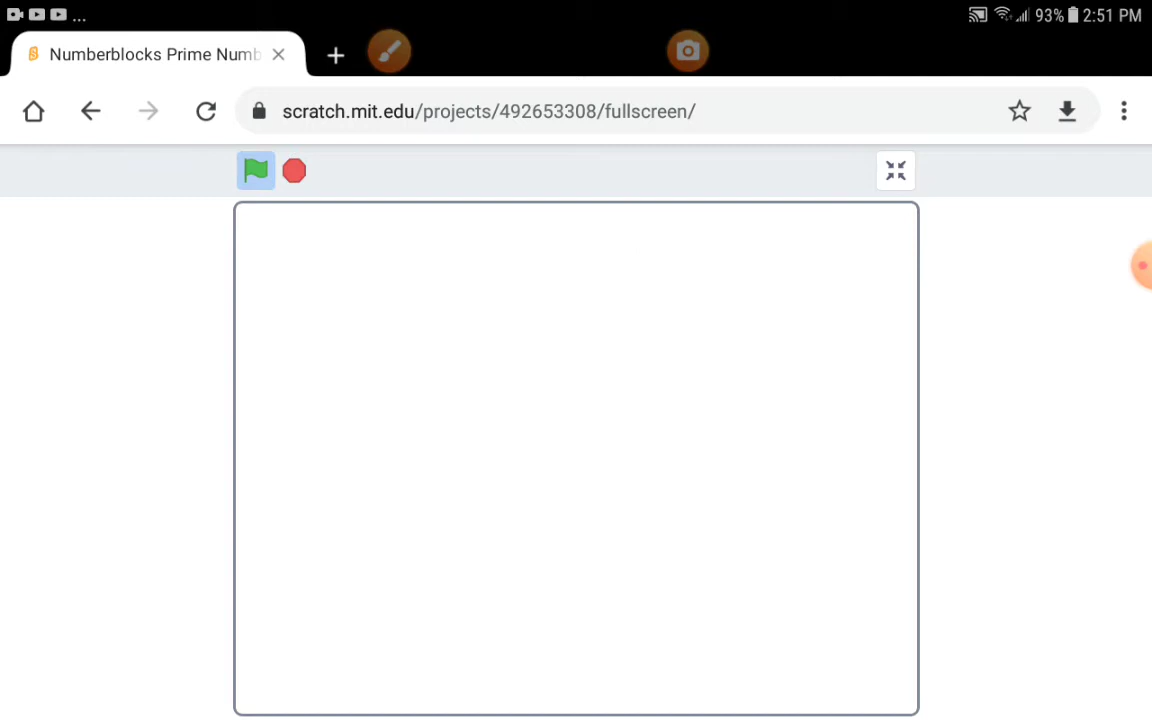 ... 93% 2:51 PM
Numberblocks Prime Numb
scratch.mit.edu/projects/492653308/fullscreen/